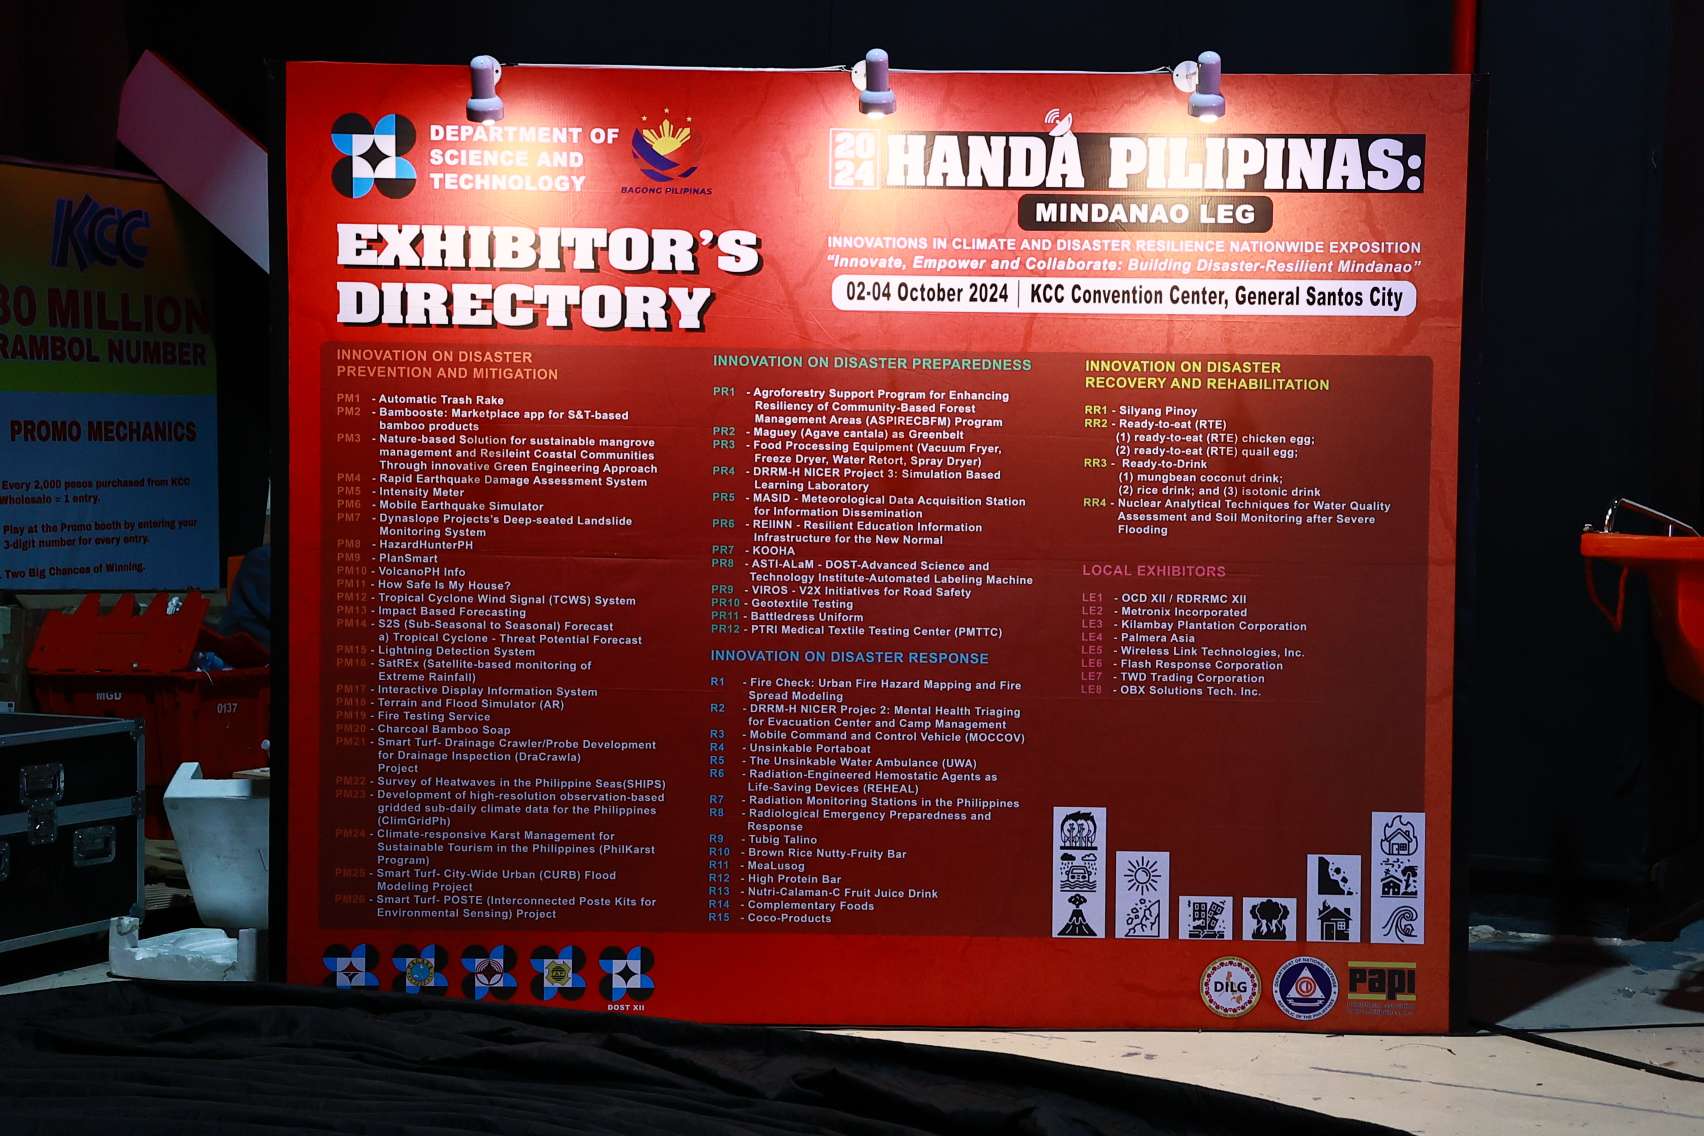 DEPARTMENT OF
SCIENCE AND
TECHNOLOGY
BAGONG PILIPINAS
2024 HANDA PILIPINAS:
MINDANAO LEG
INNOVATIONS IN CLIMATE AND DISASTER RESILIENCE NATIONWIDE EXPOSITION
"Innovate, Empower and Collaborate: Building Disaster-Resilient Mindanao"
02-04 October 2024 | KCC Convention Center, General Santos City
EXHIBITOR'S
DIRECTORY
INNOVATION ON DISASTER
PREVENTION AND MITIGATION
PM1 - Automatic Trash Rake
PM2 - Bambooste: Marketplace app for S&T-based
bamboo products
PM3 - Nature-based Solution for sustainable mangrove
management and Resileint Coastal Communities
Through innovative Green Engineering Approach
PM4 - Rapid Earthquake Damage Assessment System
PM5 - Intensity Meter
PM6 - Mobile Earthquake Simulator
PM7 - Dynaslope Projects's Deep-seated Landslide
Monitoring System
PM8 - HazardHunterPH
PM9 - PlanSmart
PM10 - VolcanoPH Info
PM11 - How Safe Is My House?
PM12 - Tropical Cyclone Wind Signal (TCWS) System
PM13 - Impact Based Forecasting
PM14 - S2S (Sub-Seasonal to Seasonal) Forecast
a) Tropical Cyclone - Threat Potential Forecast
PM15 - Lightning Detection System
PM16 - SatREx (Satellite-based monitoring of
Extreme Rainfall)
PM17 - Interactive Display Information System
PM18 - Terrain and Flood Simulator (AR)
PM19 - Fire Testing Service
PM20 - Charcoal Bamboo Soap
PM21 - Smart Turf- Drainage Crawler/Probe Development
for Drainage Inspection (DraCrawla)
Project
PM22 - Survey of Heatwaves in the Philippine Seas(SHIPS)
PM23 - Development of high-resolution observation-based
gridded sub-daily climate data for the Philippines
(ClimGridPh)
PM24 - Climate-responsive Karst Management for
Sustainable Tourism in the Philippines (PhilKarst
Program)
PM25 - Smart Turf- City-Wide Urban (CURB) Flood
Modeling Project
PM26 - Smart Turf- POSTE (Interconnected Poste Kits for
Environmental Sensing) Project
INNOVATION ON DISASTER PREPAREDNESS
PR1 - Agroforestry Support Program for Enhancing
Resiliency of Community-Based Forest
Management Areas (ASPIRECBFM) Program
PR2 - Maguey (Agave cantala) as Greenbelt
PR3 - Food Processing Equipment (Vacuum Fryer,
Freeze Dryer, Water Retort, Spray Dryer)
PR4 - DRRM-H NICER Project 3: Simulation Based
Learning Laboratory
PR5 - MASID - Meteorological Data Acquisition Station
for Information Dissemination
PR6 - REIINN - Resilient Education Information
Infrastructure for the New Normal
PR7 - KOOHA
PR8 - ASTI-ALaM - DOST-Advanced Science and
Technology Institute-Automated Labeling Machine
PR9 - VIROS - V2X Initiatives for Road Safety
PR10 - Geotextile Testing
PR11 - Battledress Uniform
PR12 - PTRI Medical Textile Testing Center (PMTTC)
INNOVATION ON DISASTER RESPONSE
R1 - Fire Check: Urban Fire Hazard Mapping and Fire
Spread Modeling
R2 - DRRM-H NICER Projec 2: Mental Health Triaging
for Evacuation Center and Camp Management
R3 - Mobile Command and Control Vehicle (MOCCOV)
R4 - Unsinkable Portaboat
R5 - The Unsinkable Water Ambulance (UWA)
R6 - Radiation-Engineered Hemostatic Agents as
Life-Saving Devices (REHEAL)
R7 - Radiation Monitoring Stations in the Philippines
R8 - Radiological Emergency Preparedness and
Response
R9 - Tubig Talino
R10 - Brown Rice Nutty-Fruity Bar
R11 - MeaLusog
R12 - High Protein Bar
R13 - Nutri-Calaman-C Fruit Juice Drink
R14 - Complementary Foods
R15 - Coco-Products
INNOVATION ON DISASTER
RECOVERY AND REHABILITATION
RR1 - Silyang Pinoy
RR2 - Ready-to-eat (RTE)
(1) ready-to-eat (RTE) chicken egg;
(2) ready-to-eat (RTE) quail egg;
RR3 - Ready-to-Drink
(1) mungbean coconut drink;
(2) rice drink; and (3) isotonic drink
RR4 - Nuclear Analytical Techniques for Water Quality
Assessment and Soil Monitoring after Severe
Flooding
LOCAL EXHIBITORS
LE1 - OCD XII / RDRRMC XII
LE2 - Metronix Incorporated
LE3 - Kilambay Plantation Corporation
LE4 - Palmera Asia
LE5 - Wireless Link Technologies, Inc.
LE6 - Flash Response Corporation
LE7 - TWD Trading Corporation
LE8 - OBX Solutions Tech. Inc.
DOST XII
DILG
PAPI
KCC
30 MILLION
RAMBOL NUMBER
PROMO MECHANICS
Every 2,000 pesos purchased from KCC
Wholesale = 1 entry.
Play at the Promo booth by entering your
3-digit number for every entry.
Two Big Chances of Winning.
MGD
0137